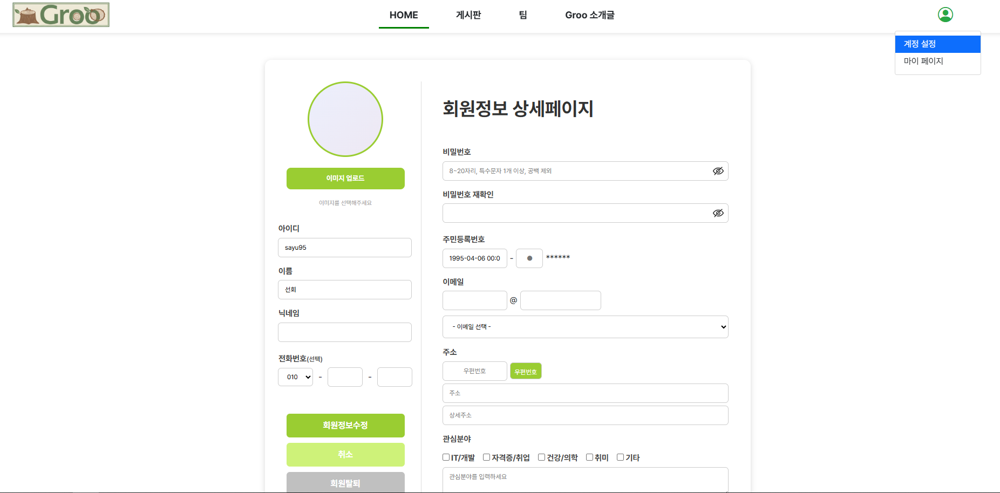 Groo
HOME 게시판 팀 Groo 소개글
계정 설정
마이 페이지
이미지 업로드
이미지를 선택해주세요
아이디
sayu95
이름
선회
닉네임
전화번호(선택)
010 - -
회원정보수정
취소
회원탈퇴
회원정보 상세페이지
비밀번호
8~20자리, 특수문자 1개 이상, 공백 제외
비밀번호 재확인
주민등록번호
1995-04-06 00:0 - ● ******
이메일
@
- 이메일 선택 -
주소
우편번호 우편번호
주소
상세주소
관심분야
IT/개발 자격증/취업 건강/의학 취미 기타
관심분야를 입력하세요